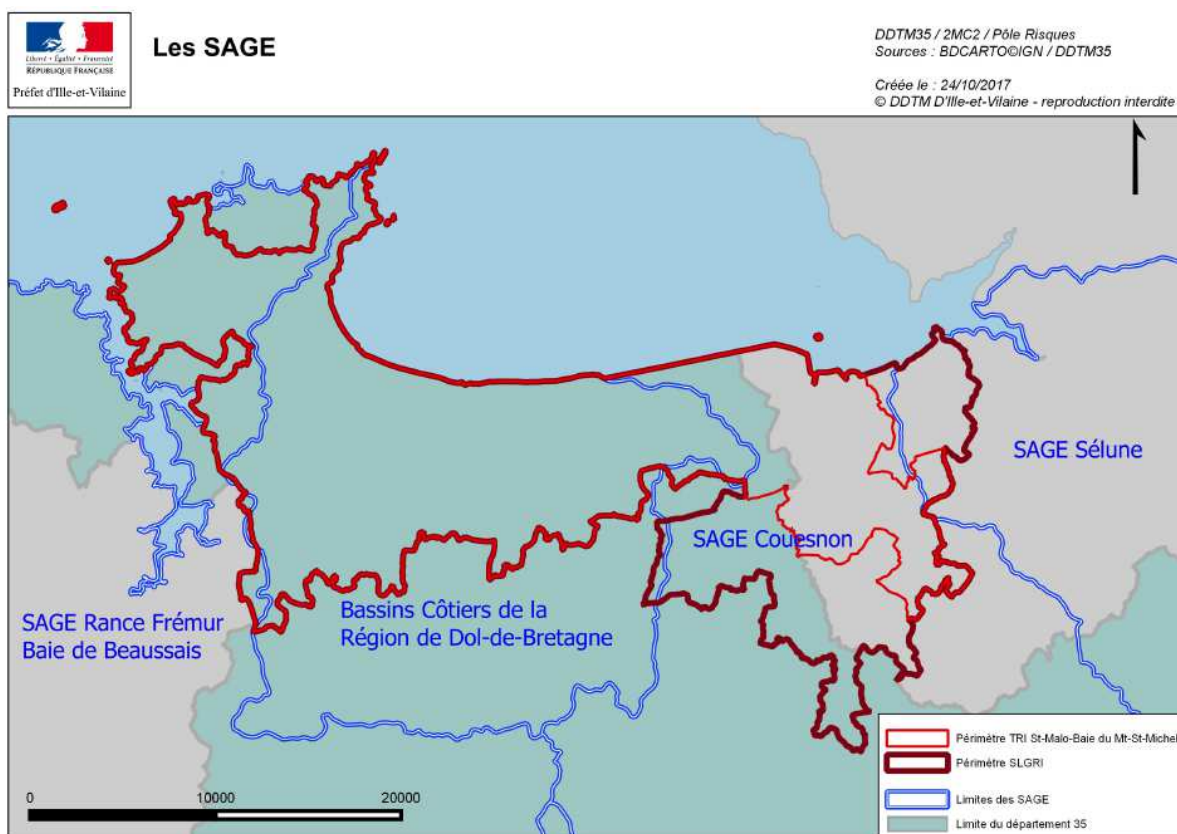 Liberté • Égalité • Fraternité
RÉPUBLIQUE FRANÇAISE
Préfet d'Ille-et-Vilaine
Les SAGE
DDTM35 / 2MC2 / Pôle Risques
Sources : BDCARTO©IGN / DDTM35
Créée le : 24/10/2017
© DDTM D'Ille-et-Vilaine - reproduction interdite
SAGE Sélune
SAGE Couesnon
Bassins Côtiers de la
Région de Dol-de-Bretagne
SAGE Rance Frémur
Baie de Beaussais
0 10000 20000
Périmètre TRI St-Malo-Baie du Mt-St-Michel
Périmètre SLGRI
Limites des SAGE
Limite du département 35